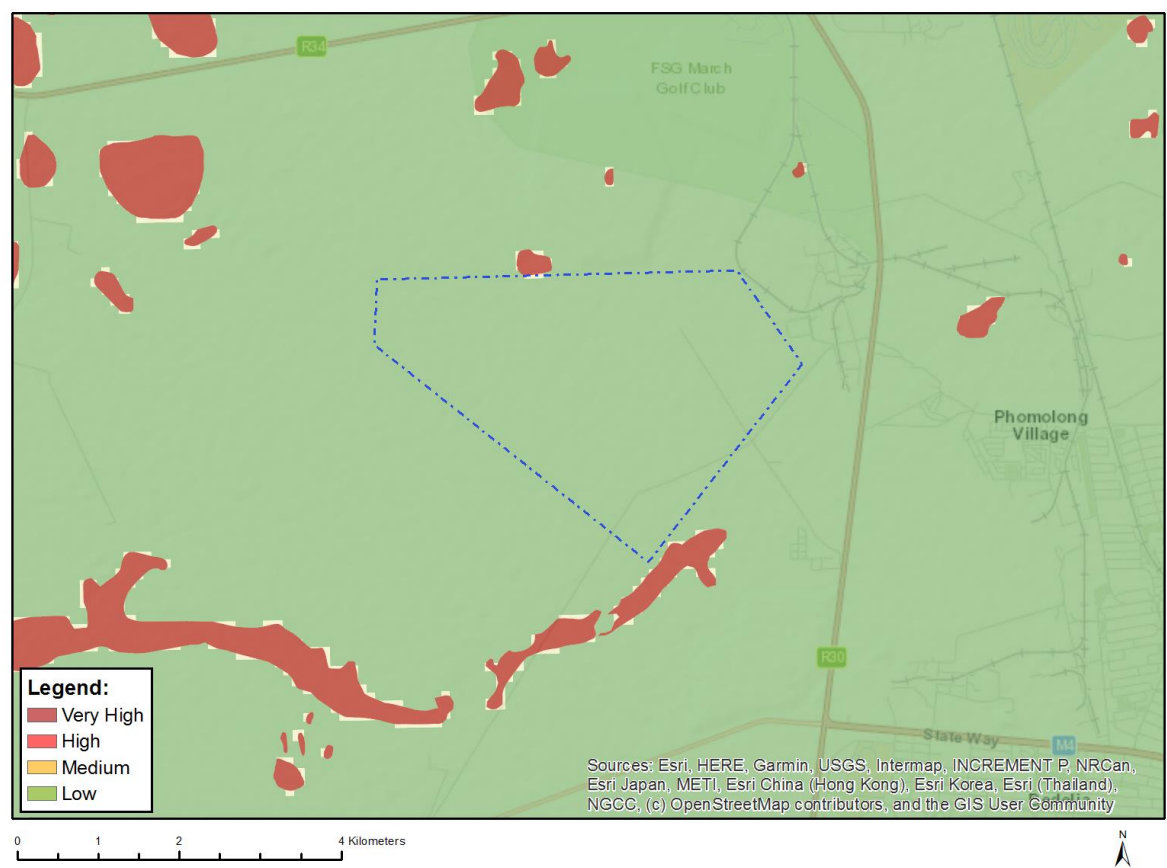 R34
FSG March
Golf Club
Phomolong
Village
R30
State Way
M4
Legend:
Very High
High
Medium
Low
Sources: Esri, HERE, Garmin, USGS, Intermap, INCREMENT P, NRCan,
Esri Japan, METI, Esri China (Hong Kong), Esri Korea, Esri (Thailand),
NGCC, (c) OpenStreetMap contributors, and the GIS User Community
0 1 2 4 Kilometers
N